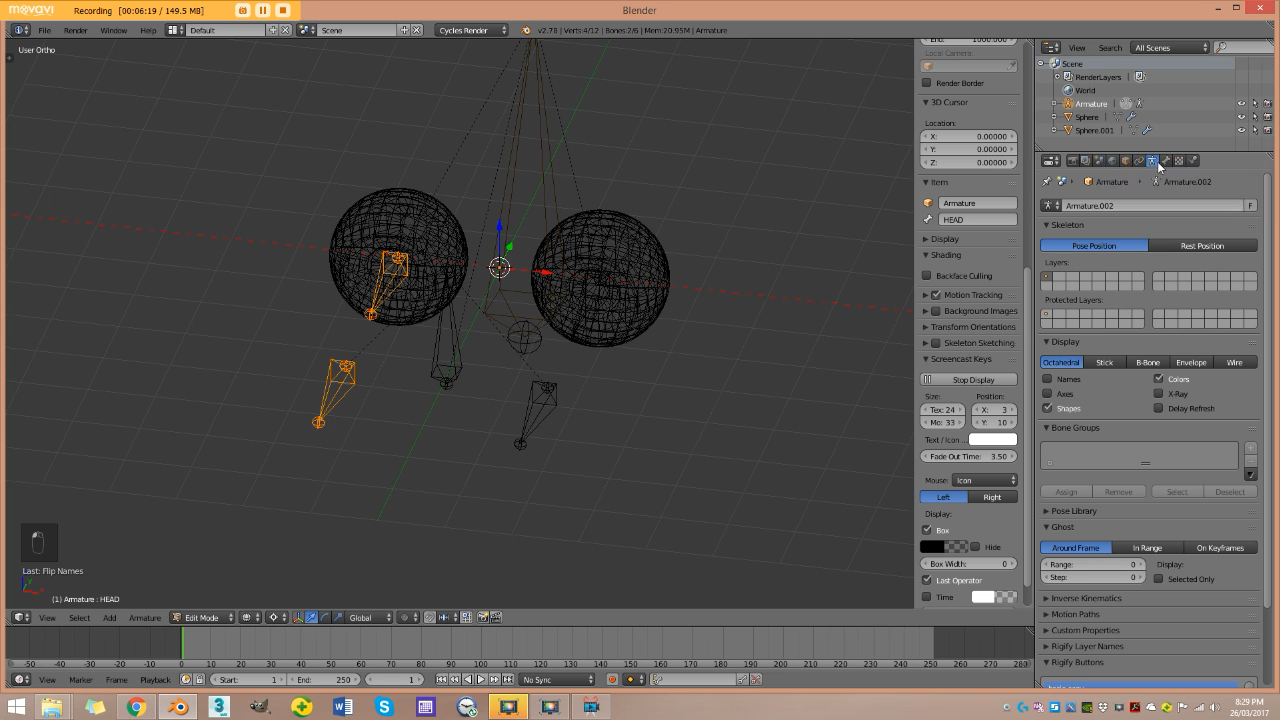 movavi Recording [ 00:06:19 / 149.5 MB ]
Blender
File Render Window Help Default Scene Cycles Render v2.78 | Verts:4/12 | Bones:2/6 | Mem:20.95M | Armature
User Ortho
End: 1000.000
Local Camera:
Render Border
3D Cursor
Location:
X: 0.00000
Y: 0.00000
Z: 0.00000
Item
Armature
HEAD
Display
Shading
Backface Culling
Motion Tracking
Background Images
Transform Orientations
Skeleton Sketching
Screencast Keys
Stop Display
Size: Position:
Tex: 24 X: 3
Mo: 33 Y: 10
Text / Icon ...
Fade Out Time: 3.50
Mouse: Icon
Left Right
Display:
Box
Hide
Box Width: 0
Last Operator
Time
View Search All Scenes
Scene
RenderLayers
World
Armature
Sphere
Sphere.001
Armature Armature.002
Armature.002 F
Skeleton
Pose Position Rest Position
Layers:
Protected Layers:
Display
Octahedral Stick B-Bone Envelope Wire
Names Colors
Axes X-Ray
Shapes Delay Refresh
Bone Groups
Assign Remove Select Deselect
Pose Library
Ghost
Around Frame In Range On Keyframes
Range: 0 Display:
Step: 0 Selected Only
Inverse Kinematics
Motion Paths
Custom Properties
Rigify Layer Names
Rigify Buttons
Last: Flip Names
(1) Armature : HEAD
View Select Add Armature Edit Mode Global
-50 -40 -30 -20 -10 0 10 20 30 40 50 60 70 80 90 100 110 120 130 140 150 160 170 180 190 200 210 220 230 240 250 260 270 280
View Marker Frame Playback Start: 1 End: 250 1 No Sync
8:29 PM
26/03/2017